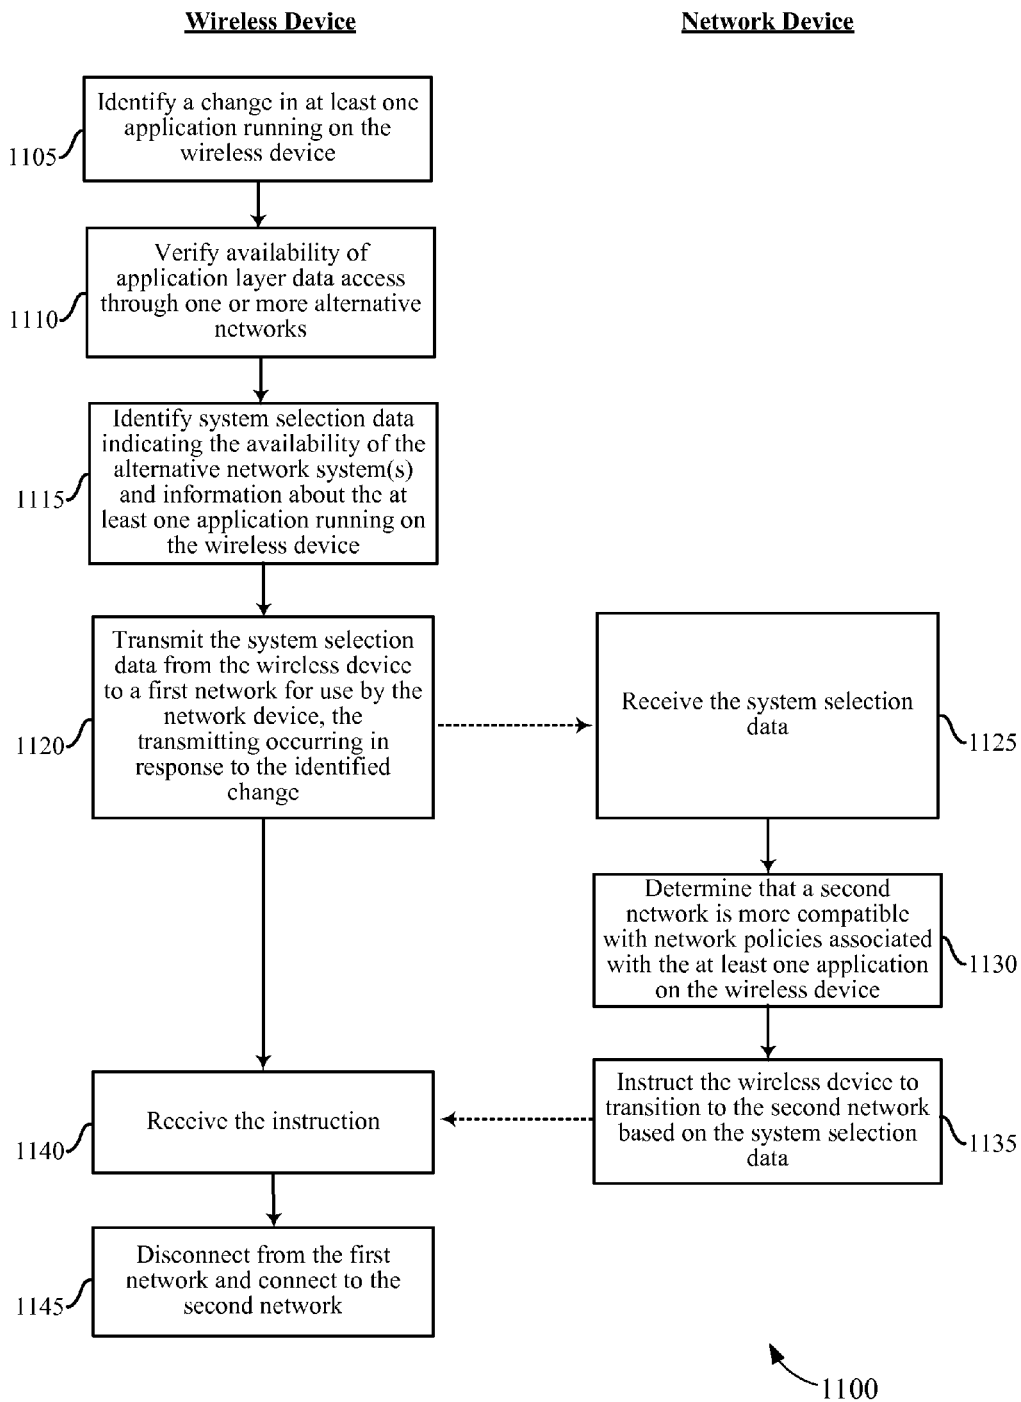 Wireless Device
Network Device
Identify a change in at least one
application running on the
wireless device
1105
Verify availability of
application layer data access
through one or more alternative
networks
1110
Identify system selection data
indicating the availability of the
alternative network system(s)
and information about the at
least one application running on
the wireless device
1115
Transmit the system selection
data from the wireless device
to a first network for use by the
network device, the
transmitting occurring in
response to the identified
change
1120
Receive the system selection
data
1125
Determine that a second
network is more compatible
with network policies associated
with the at least one application
on the wireless device
1130
Instruct the wireless device to
transition to the second network
based on the system selection
data
1135
Receive the instruction
1140
Disconnect from the first
network and connect to the
second network
1145
1100